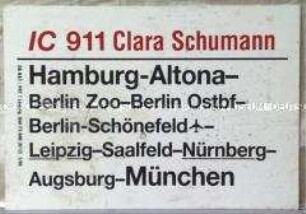 IC 911 Clara Schumann
Hamburg-Altona–
Berlin Zoo–Berlin Ostbf–
Berlin-Schönefeld✈–
Leipzig–Saalfeld–Nürnberg–
Augsburg–München